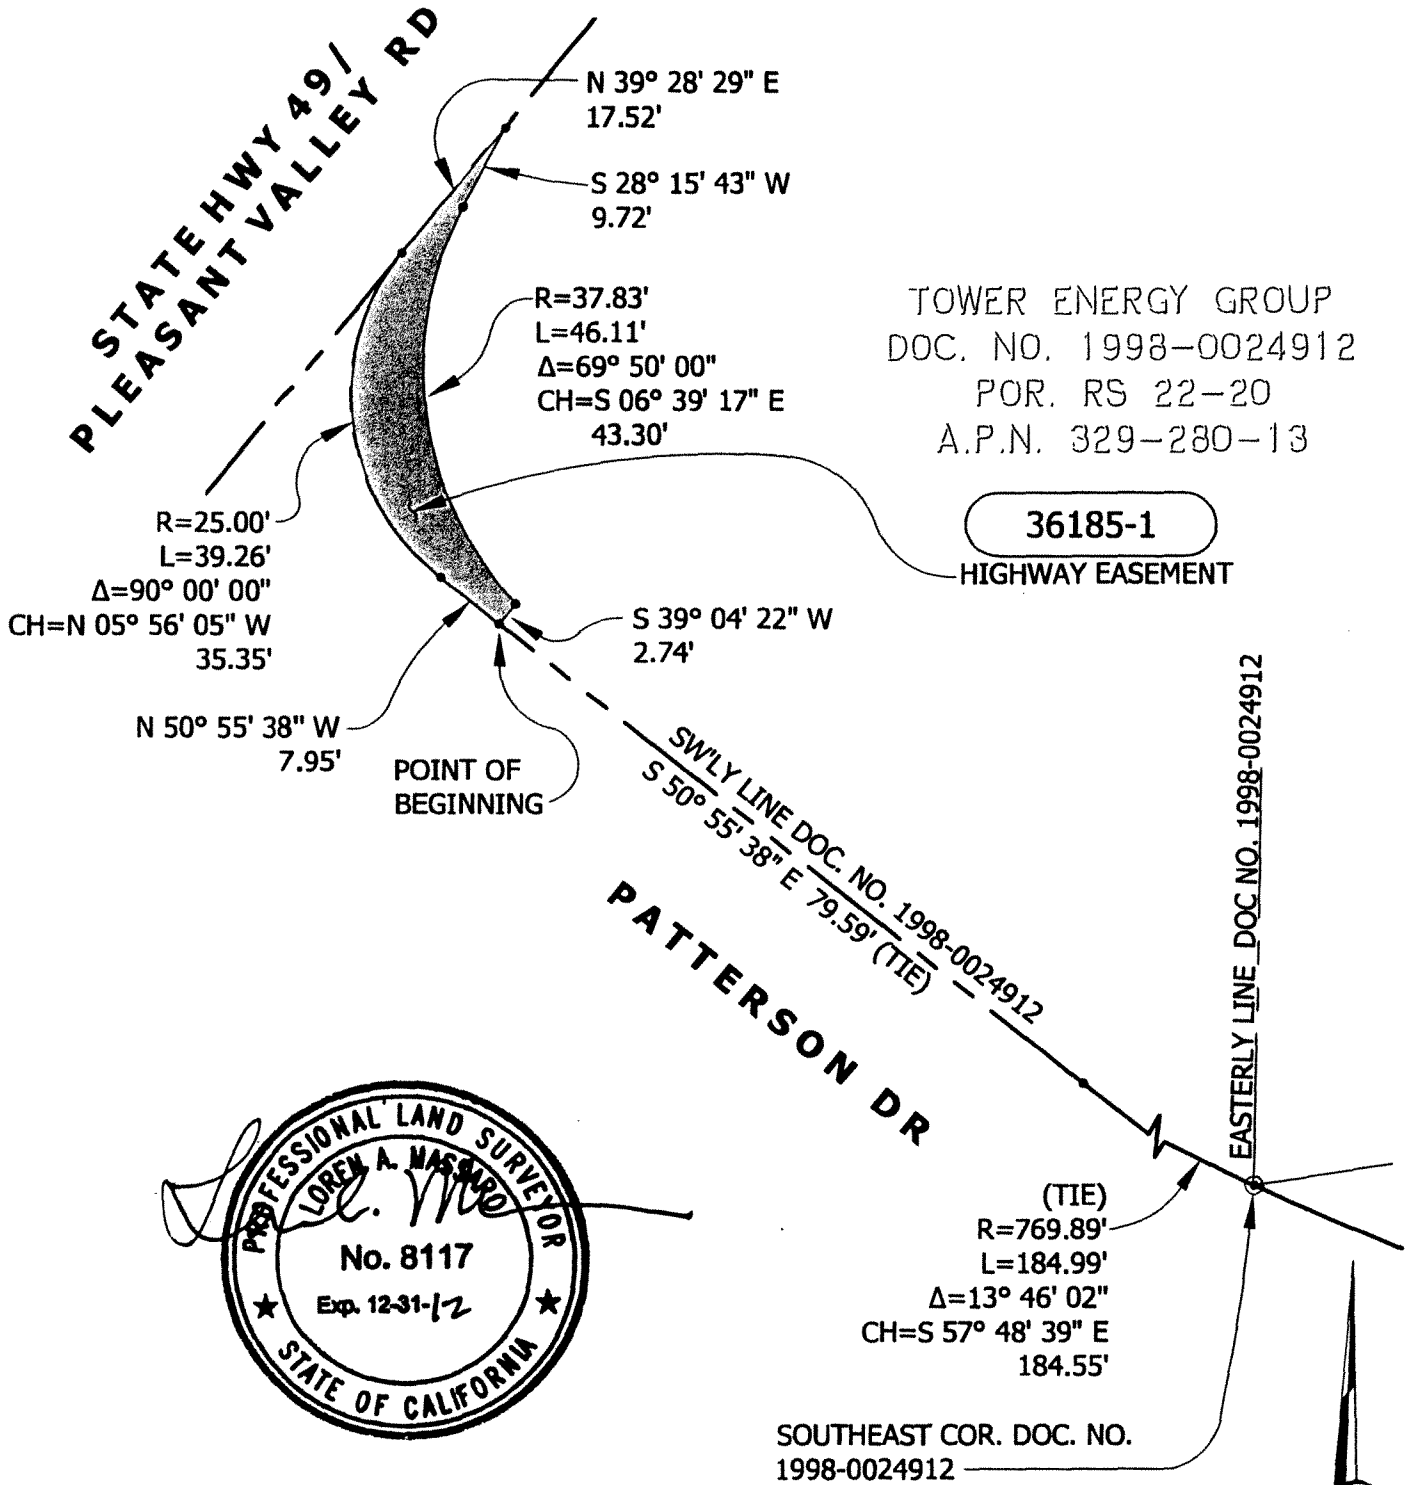 STATE HWY 49/
PLEASANT VALLEY RD
N 39° 28' 29" E
17.52'
S 28° 15' 43" W
9.72'
R=37.83'
L=46.11'
Δ=69° 50' 00"
CH=S 06° 39' 17" E
43.30'
TOWER ENERGY GROUP
DOC. NO. 1998-0024912
POR. RS 22-20
A.P.N. 329-280-13
36185-1
HIGHWAY EASEMENT
R=25.00'
L=39.26'
Δ=90° 00' 00"
CH=N 05° 56' 05" W
35.35'
S 39° 04' 22" W
2.74'
N 50° 55' 38" W
7.95'
POINT OF
BEGINNING
SW'LY LINE DOC. NO. 1998-0024912
S 50° 55' 38" E 79.59' (TIE)
PATTERSON DR
EASTERLY LINE DOC NO. 1998-0024912
PROFESSIONAL LAND SURVEYOR
LOREN A. MASSARO
No. 8117
Exp. 12-31-12
STATE OF CALIFORNIA
(TIE)
R=769.89'
L=184.99'
Δ=13° 46' 02"
CH=S 57° 48' 39" E
184.55'
SOUTHEAST COR. DOC. NO.
1998-0024912